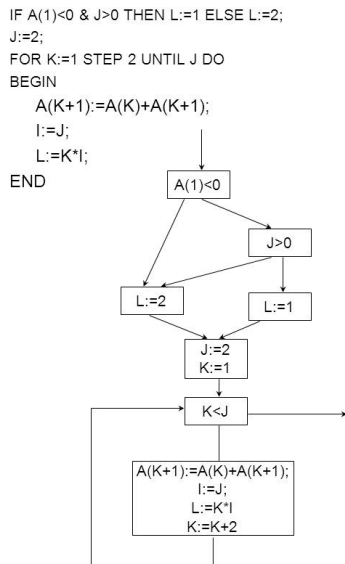 IF A(1)<0 & J>0 THEN L:=1 ELSE L:=2;
J:=2;
FOR K:=1 STEP 2 UNTIL J DO
BEGIN
A(K+1):=A(K)+A(K+1);
I:=J;
L:=K*I;
END
A(1)<0
J>0
L:=2
L:=1
J:=2
K:=1
K<J
A(K+1):=A(K)+A(K+1);
I:=J;
L:=K*I
K:=K+2